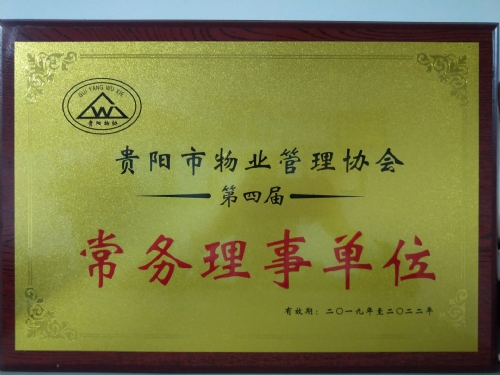 GUI YANG WU XIE
W
贵阳物协
贵阳市物业管理协会
第四届
常务理事单位
有效期：二〇一九年至二〇二二年